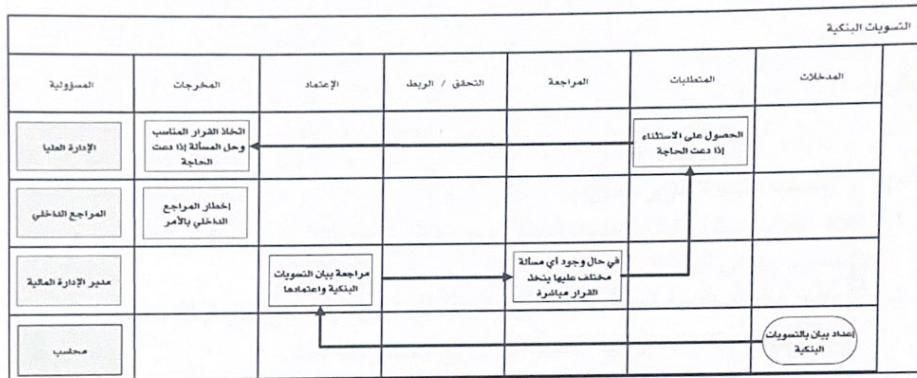 التسويات البنكية
المدخلات
المتطلبات
المراجعة
التحقق / الربط
الإعتماد
المخرجات
المسؤولية
الحصول على الاستثناء
إذا دعت الحاجة
اتخاذ القرار المناسب
وحل المسألة إذا دعت
الحاجة
الإدارة العليا
إخطار المراجع
الداخلي بالأمر
المراجع الداخلي
في حال وجود أي مسألة
مختلف عليها يتخذ
القرار مباشرة
مراجعة بيان التسويات
البنكية واعتمادها
مدير الإدارة المالية
إعداد بيان بالتسويات
البنكية
محاسب